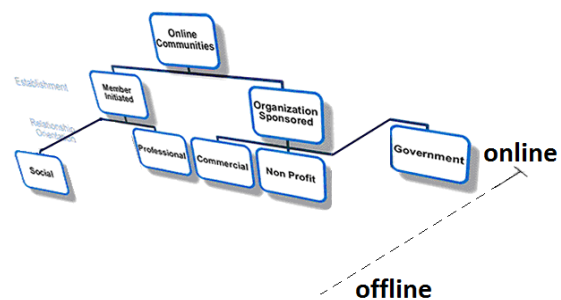 Online
Communities
Establishment
Member
Initiated
Organization
Sponsored
Relationship
Orientation
Social
Professional
Commercial
Non Profit
Government
online
offline